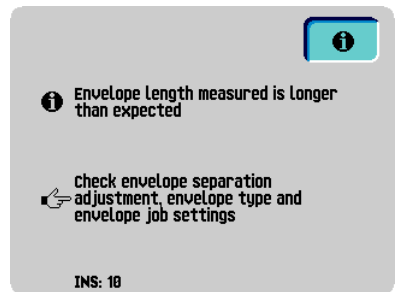 Envelope length measured is longer
than expected
Check envelope separation
adjustment, envelope type and
envelope job settings
INS: 10